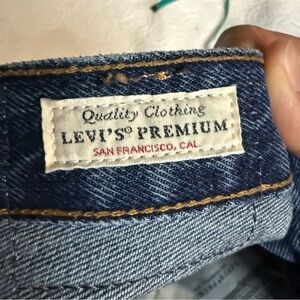 Quality Clothing
LEVI'S® PREMIUM
SAN FRANCISCO, CAL